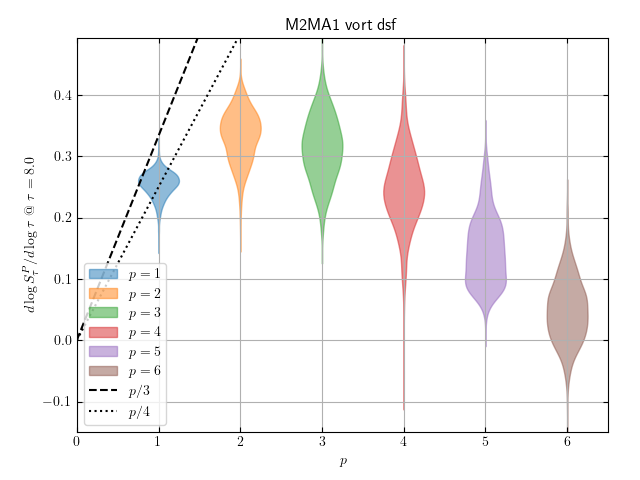 M2MA1 vort dsf
d log S_τ^P / d log τ @ τ = 8.0
0.4
0.3
0.2
0.1
0.0
−0.1
p = 1
p = 2
p = 3
p = 4
p = 5
p = 6
p/3
p/4
0 1 2 3 4 5 6
p